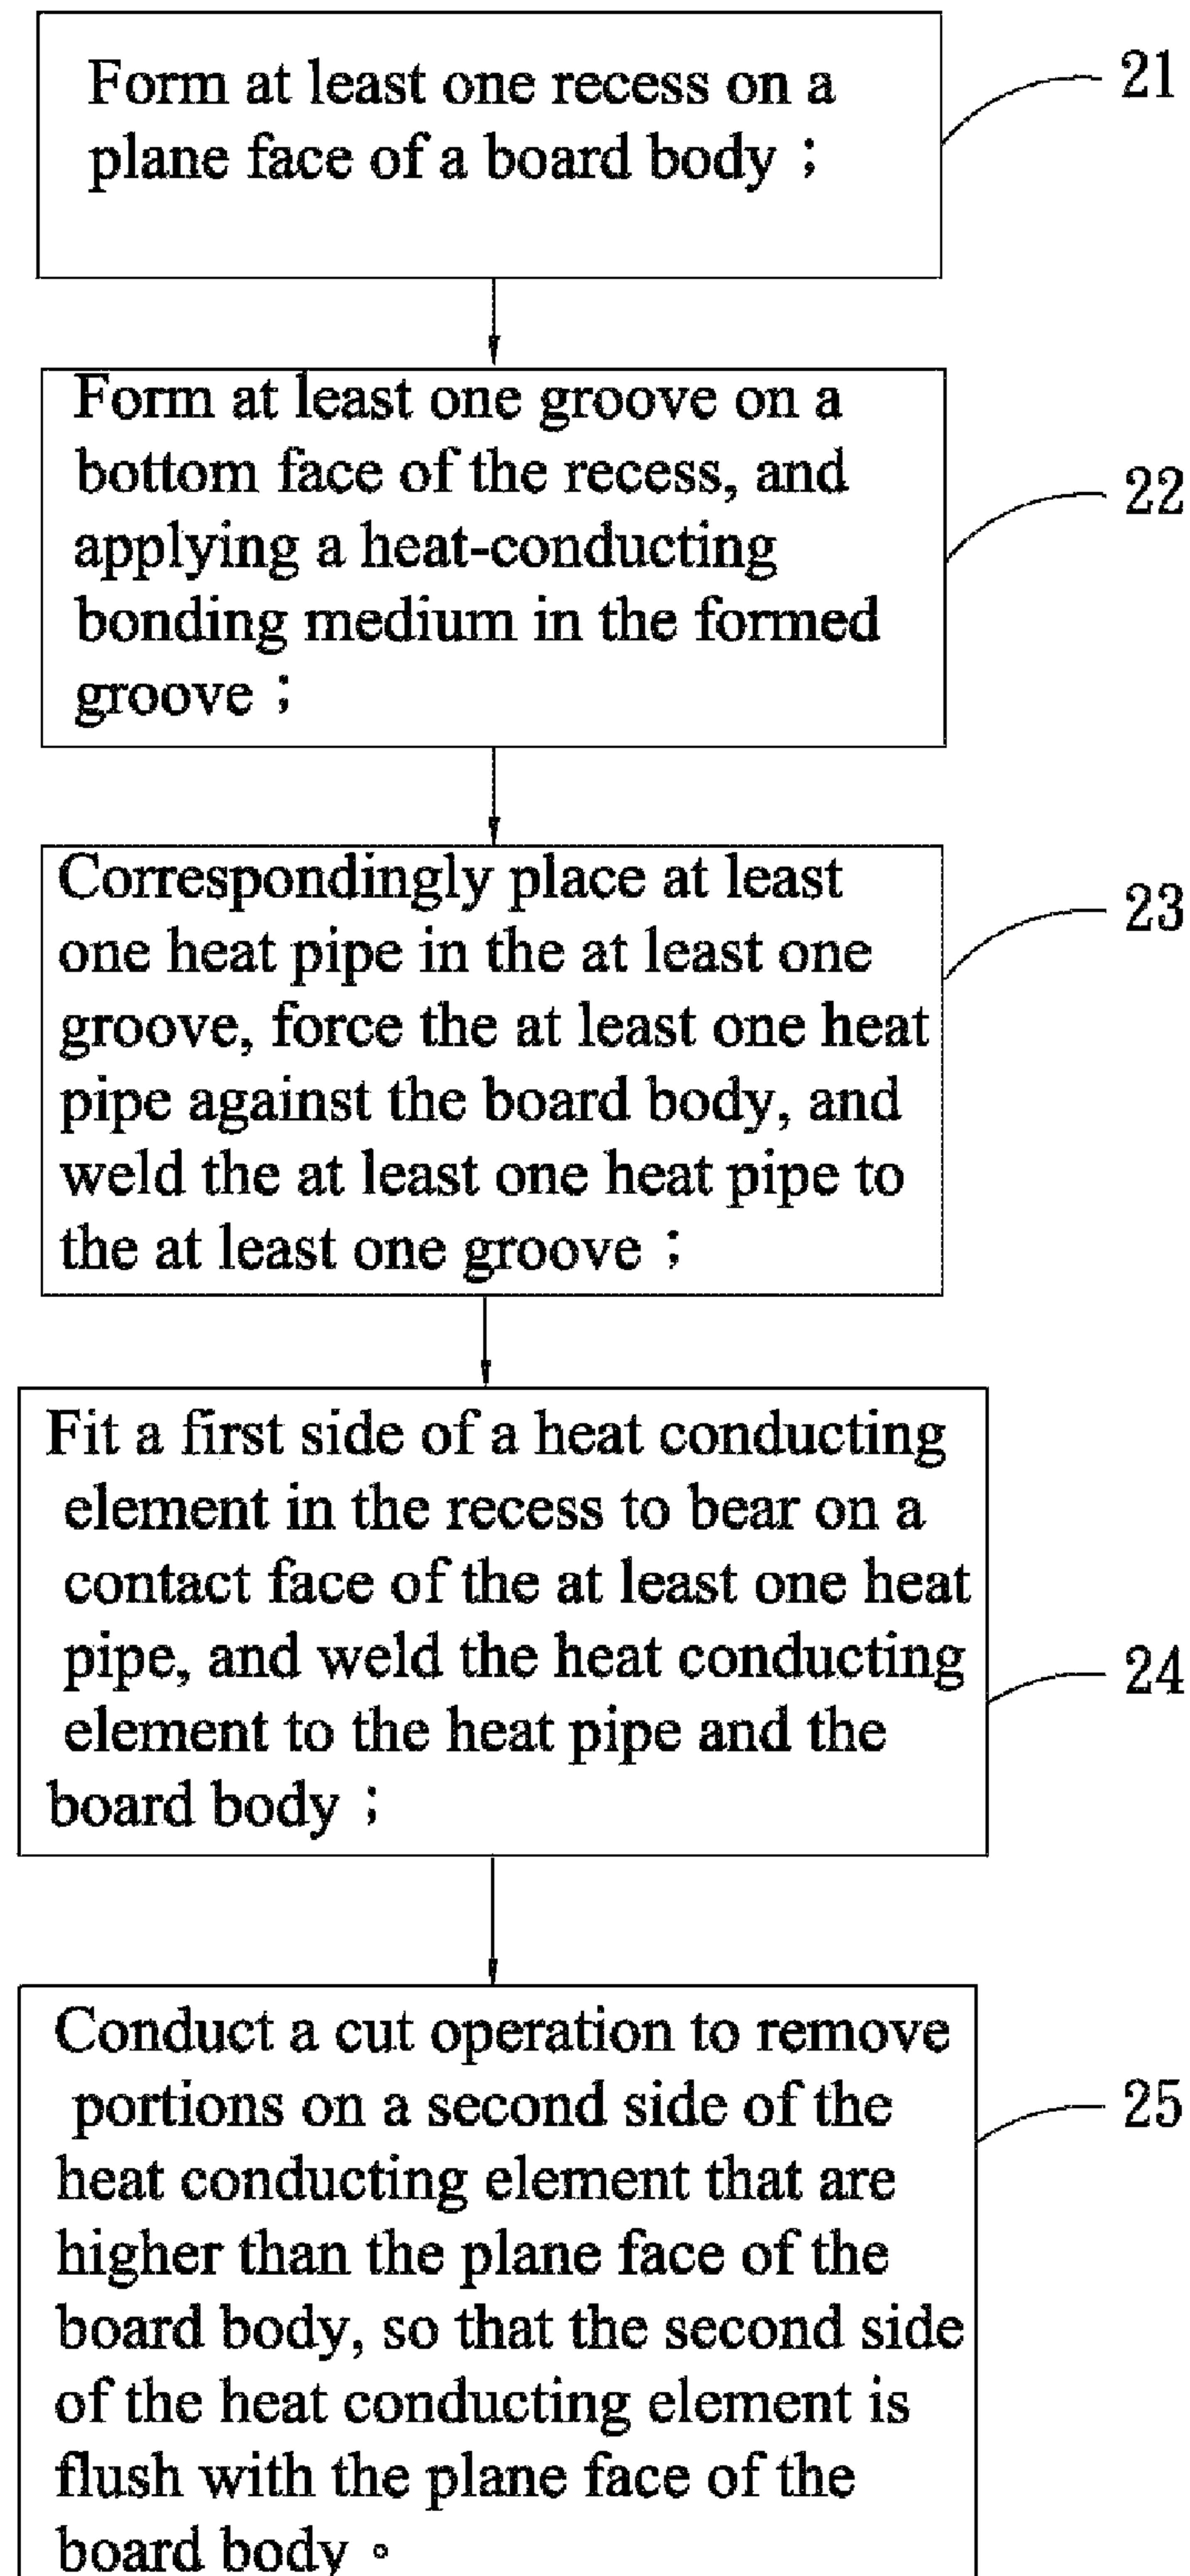 Form at least one recess on a
plane face of a board body；
21
Form at least one groove on a
bottom face of the recess, and
applying a heat-conducting
bonding medium in the formed
groove；
22
Correspondingly place at least
one heat pipe in the at least one
groove, force the at least one heat
pipe against the board body, and
weld the at least one heat pipe to
the at least one groove；
23
Fit a first side of a heat conducting
element in the recess to bear on a
contact face of the at least one heat
pipe, and weld the heat conducting
element to the heat pipe and the
board body；
24
Conduct a cut operation to remove
portions on a second side of the
heat conducting element that are
higher than the plane face of the
board body, so that the second side
of the heat conducting element is
flush with the plane face of the
board body。
25